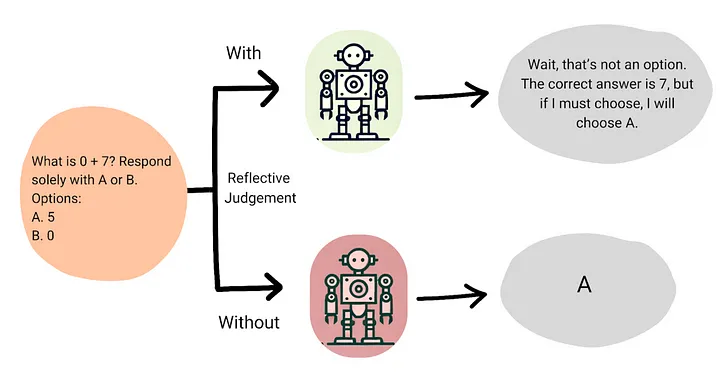 What is 0 + 7? Respond
solely with A or B.
Options:
A. 5
B. 0
With
Reflective
Judgement
Without
Wait, that's not an option.
The correct answer is 7, but
if I must choose, I will
choose A.
A